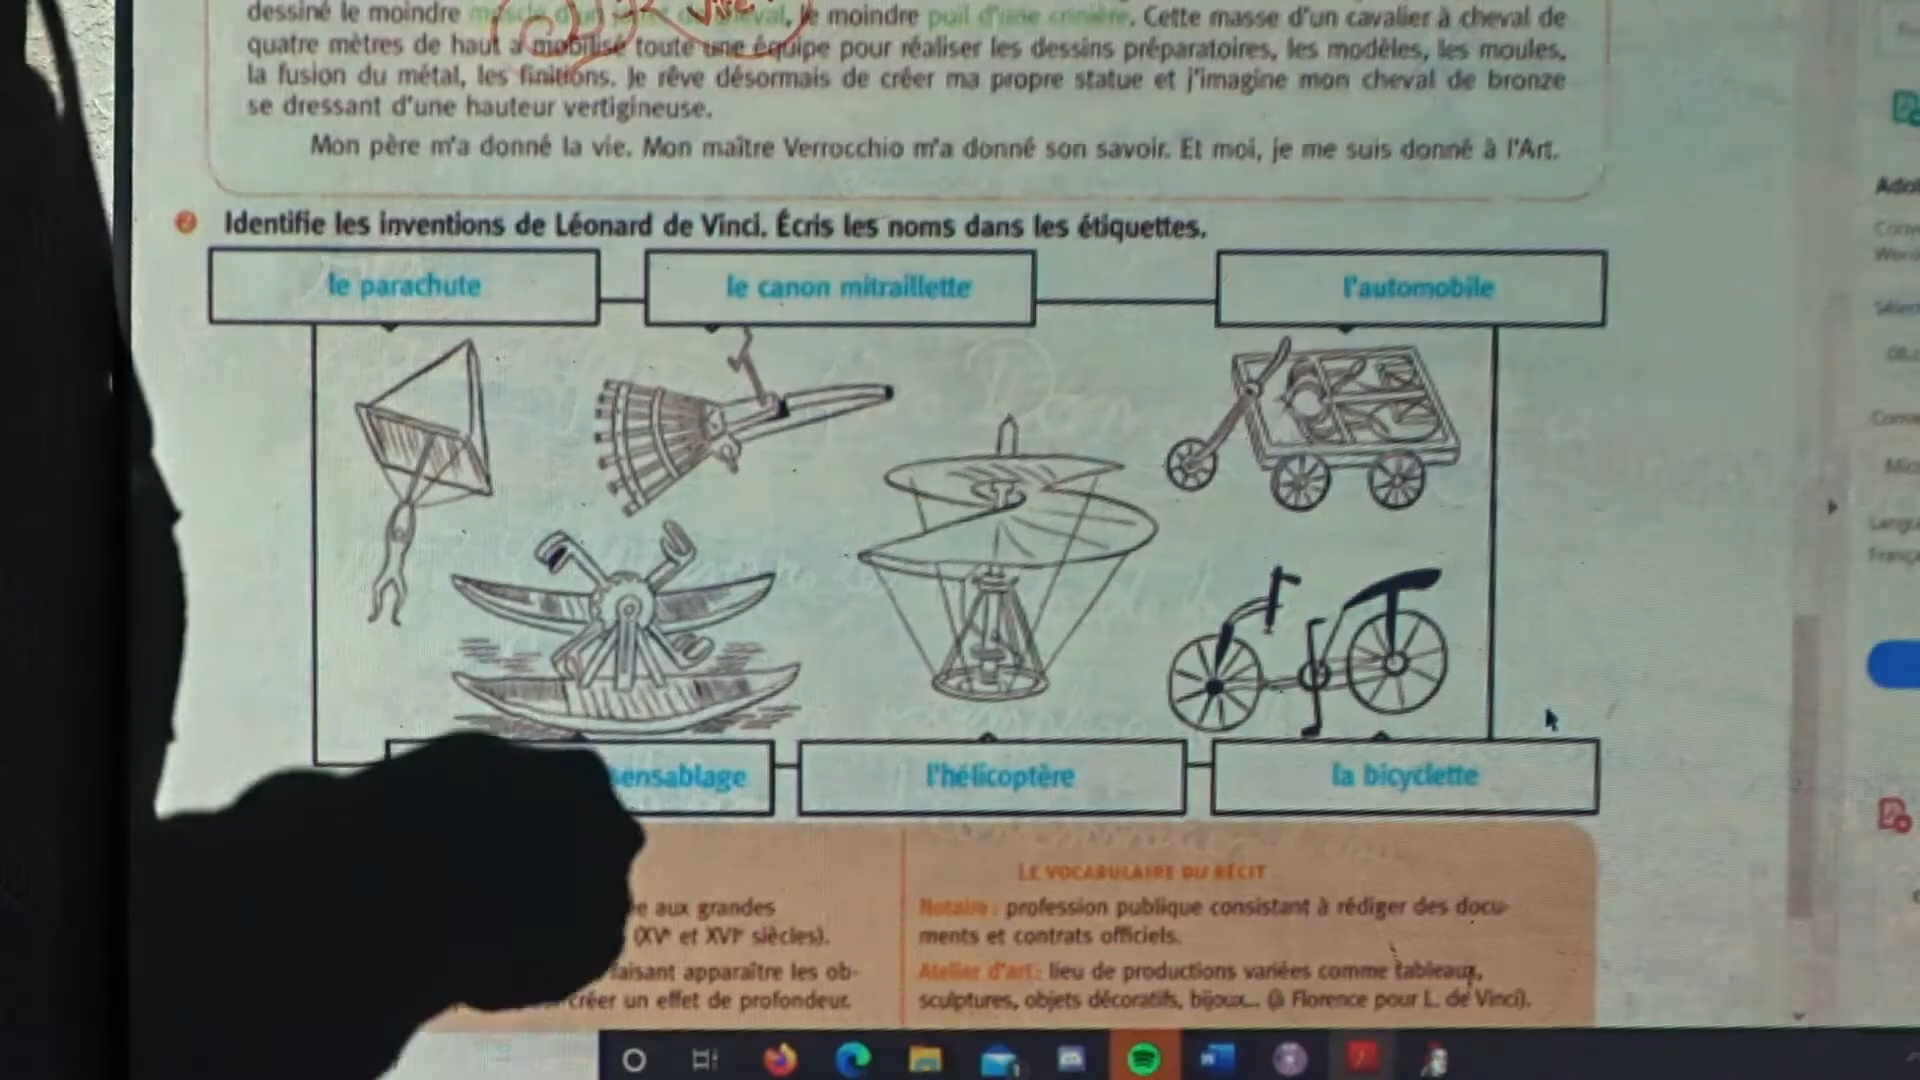 dessiné le moindre muscle d'un cheval, le moindre poil d'une crinière. Cette masse d'un cavalier à cheval de
quatre mètres de haut a mobilisé toute une équipe pour réaliser les dessins préparatoires, les modèles, les moules,
la fusion du métal, les finitions. Je rêve désormais de créer ma propre statue et j'imagine mon cheval de bronze
se dressant d'une hauteur vertigineuse.
Mon père m'a donné la vie. Mon maître Verrocchio m'a donné son savoir. Et moi, je me suis donné à l'Art.
2 Identifie les inventions de Léonard de Vinci. Écris les noms dans les étiquettes.
le parachute
le canon mitraillette
l'automobile
ensablage
l'hélicoptère
la bicyclette
e aux grandes
(XVe et XVIe siècles).
faisant apparaître les ob-
créer un effet de profondeur.
LE VOCABULAIRE DU RÉCIT
Notaire : profession publique consistant à rédiger des docu-
ments et contrats officiels.
Atelier d'art : lieu de productions variées comme tableaux,
sculptures, objets décoratifs, bijoux... (à Florence pour L. de Vinci).